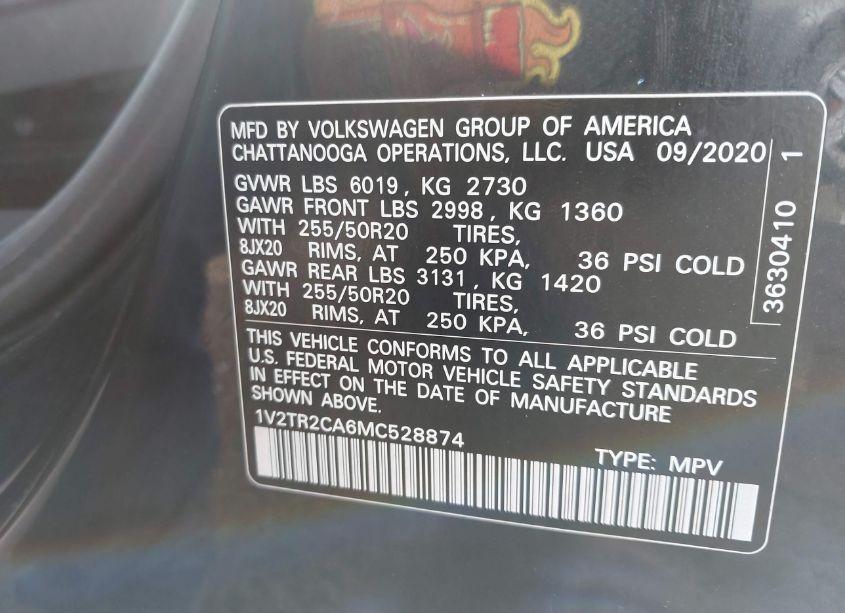 MFD BY VOLKSWAGEN GROUP OF AMERICA
CHATTANOOGA OPERATIONS, LLC. USA 09/2020
GVWR LBS 6019, KG 2730
GAWR FRONT LBS 2998, KG 1360
WITH 255/50R20 TIRES,
8JX20 RIMS, AT 250 KPA, 36 PSI COLD
GAWR REAR LBS 3131, KG 1420
WITH 255/50R20 TIRES,
8JX20 RIMS, AT 250 KPA, 36 PSI COLD
THIS VEHICLE CONFORMS TO ALL APPLICABLE
U.S. FEDERAL MOTOR VEHICLE SAFETY STANDARDS
IN EFFECT ON THE DATE OF MANUFACTURE
SHOWN ABOVE.
1V2TR2CA6MC528874
TYPE: MPV
3630410 1